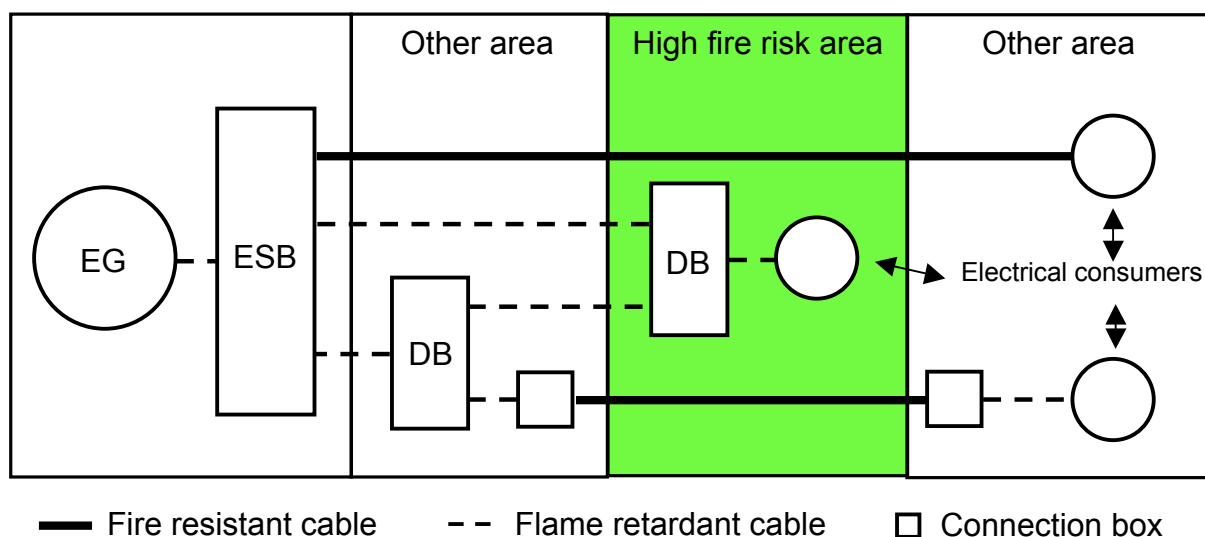 Other area
High fire risk area
Other area
EG
ESB
DB
DB
Electrical consumers
Fire resistant cable
Flame retardant cable
Connection box